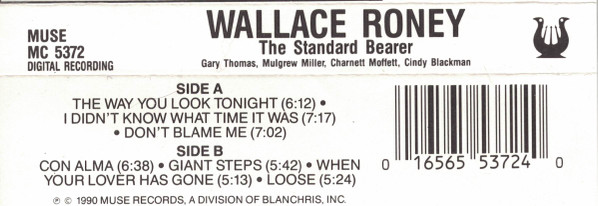 MUSE
MC 5372
DIGITAL RECORDING
WALLACE RONEY
The Standard Bearer
Gary Thomas, Mulgrew Miller, Charnett Moffett, Cindy Blackman
SIDE A
THE WAY YOU LOOK TONIGHT (6:12) •
I DIDN'T KNOW WHAT TIME IT WAS (7:17)
• DON'T BLAME ME (7:02)
SIDE B
CON ALMA (6:38) • GIANT STEPS (5:42) • WHEN
YOUR LOVER HAS GONE (5:13) • LOOSE (5:24)
℗ © 1990 MUSE RECORDS, A DIVISION OF BLANCHRIS, INC.
0 16565 53724 0